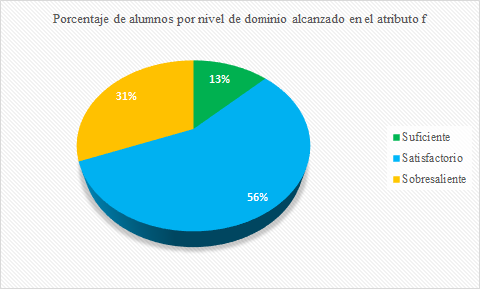 Porcentaje de alumnos por nivel de dominio alcanzado en el atributo f
13%
31%
56%
Suficiente
Satisfactorio
Sobresaliente